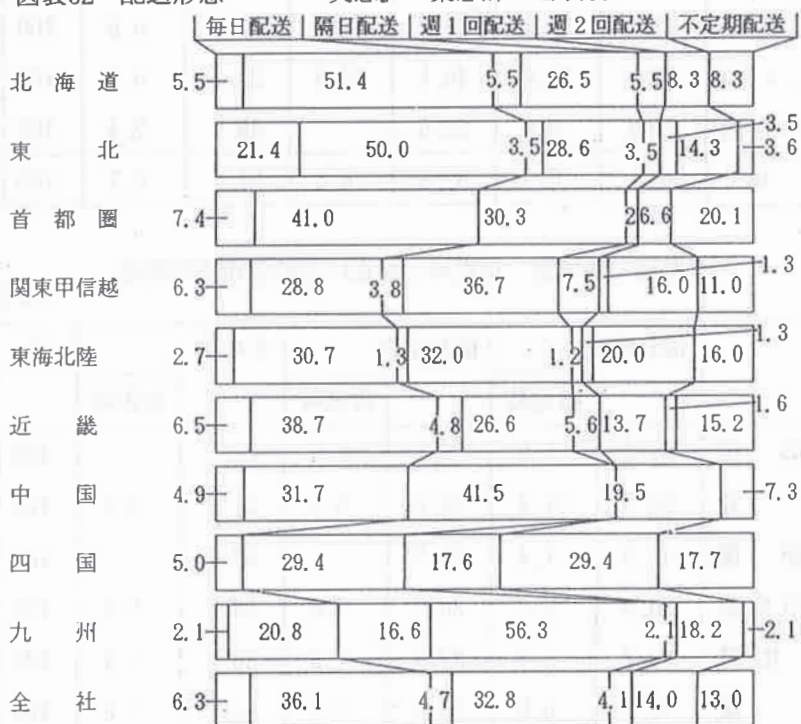 毎日配送 隔日配送 週1回配送 週2回配送 不定期配送
北海道 5.5 51.4 5.5 26.5 5.5 8.3 8.3
東北 21.4 50.0 3.5 28.6 3.5 14.3 3.5 3.6
首都圏 7.4 41.0 30.3 26.6 20.1
関東甲信越 6.3 28.8 3.8 36.7 7.5 16.0 11.0 1.3
東海北陸 2.7 30.7 1.3 32.0 1.2 20.0 16.0 1.3
近畿 6.5 38.7 4.8 26.6 5.6 13.7 15.2 1.6
中国 4.9 31.7 41.5 19.5 7.3
四国 5.0 29.4 17.6 29.4 17.7
九州 2.1 20.8 16.6 56.3 2.1 18.2 2.1
全社 6.3 36.1 4.7 32.8 4.1 14.0 13.0